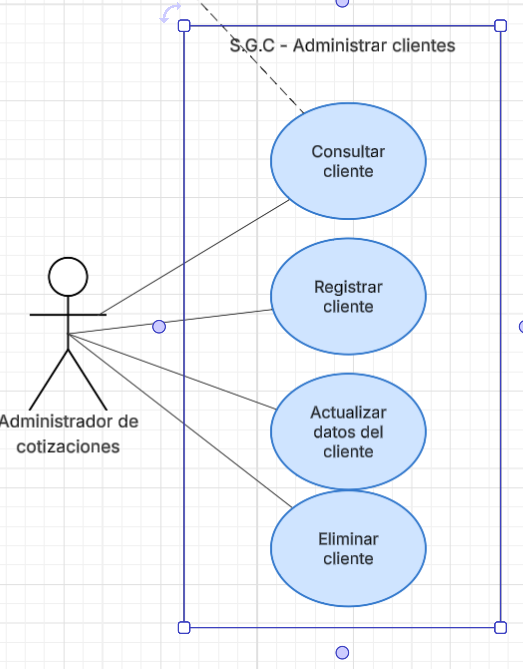 S.G.C - Administrar clientes
Consultar
cliente
Registrar
cliente
Administrador de
cotizaciones
Actualizar
datos del
cliente
Eliminar
cliente